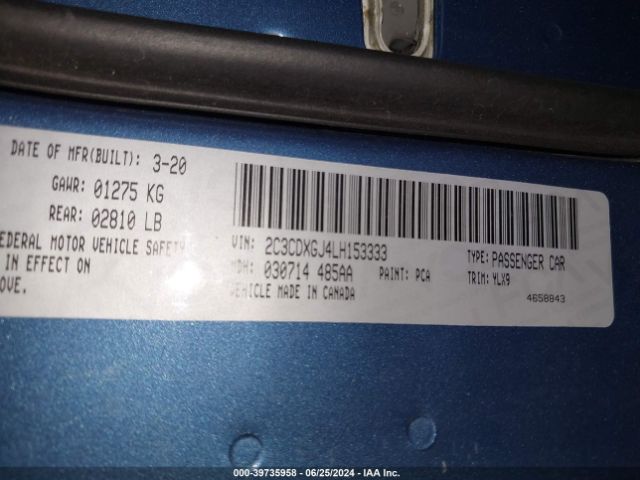 DATE OF MFR(BUILT): 3-20
GAWR: 01275 KG
REAR: 02810 LB
FEDERAL MOTOR VEHICLE SAFETY
IN EFFECT ON
OVE.
VIN: 2C3CDXGJ4LH153333
TYPE: PASSENGER CAR
MDH: 030714 485AA
PAINT: PCA
TRIM: YLX9
VEHICLE MADE IN CANADA
4658843
000-39735958 - 06/25/2024 - IAA Inc.